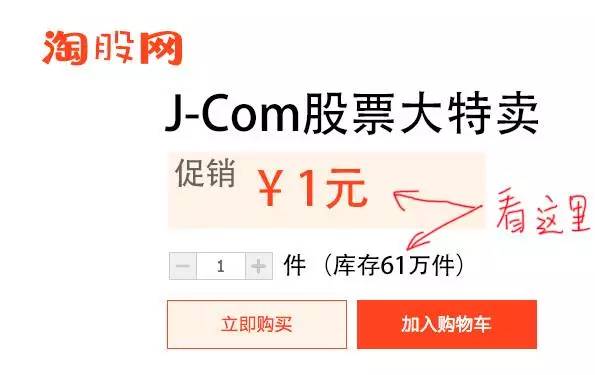 淘股网
J-Com股票大特卖
促销 ¥1元
看这里
− 1 + 件（库存61万件）
立即购买 加入购物车